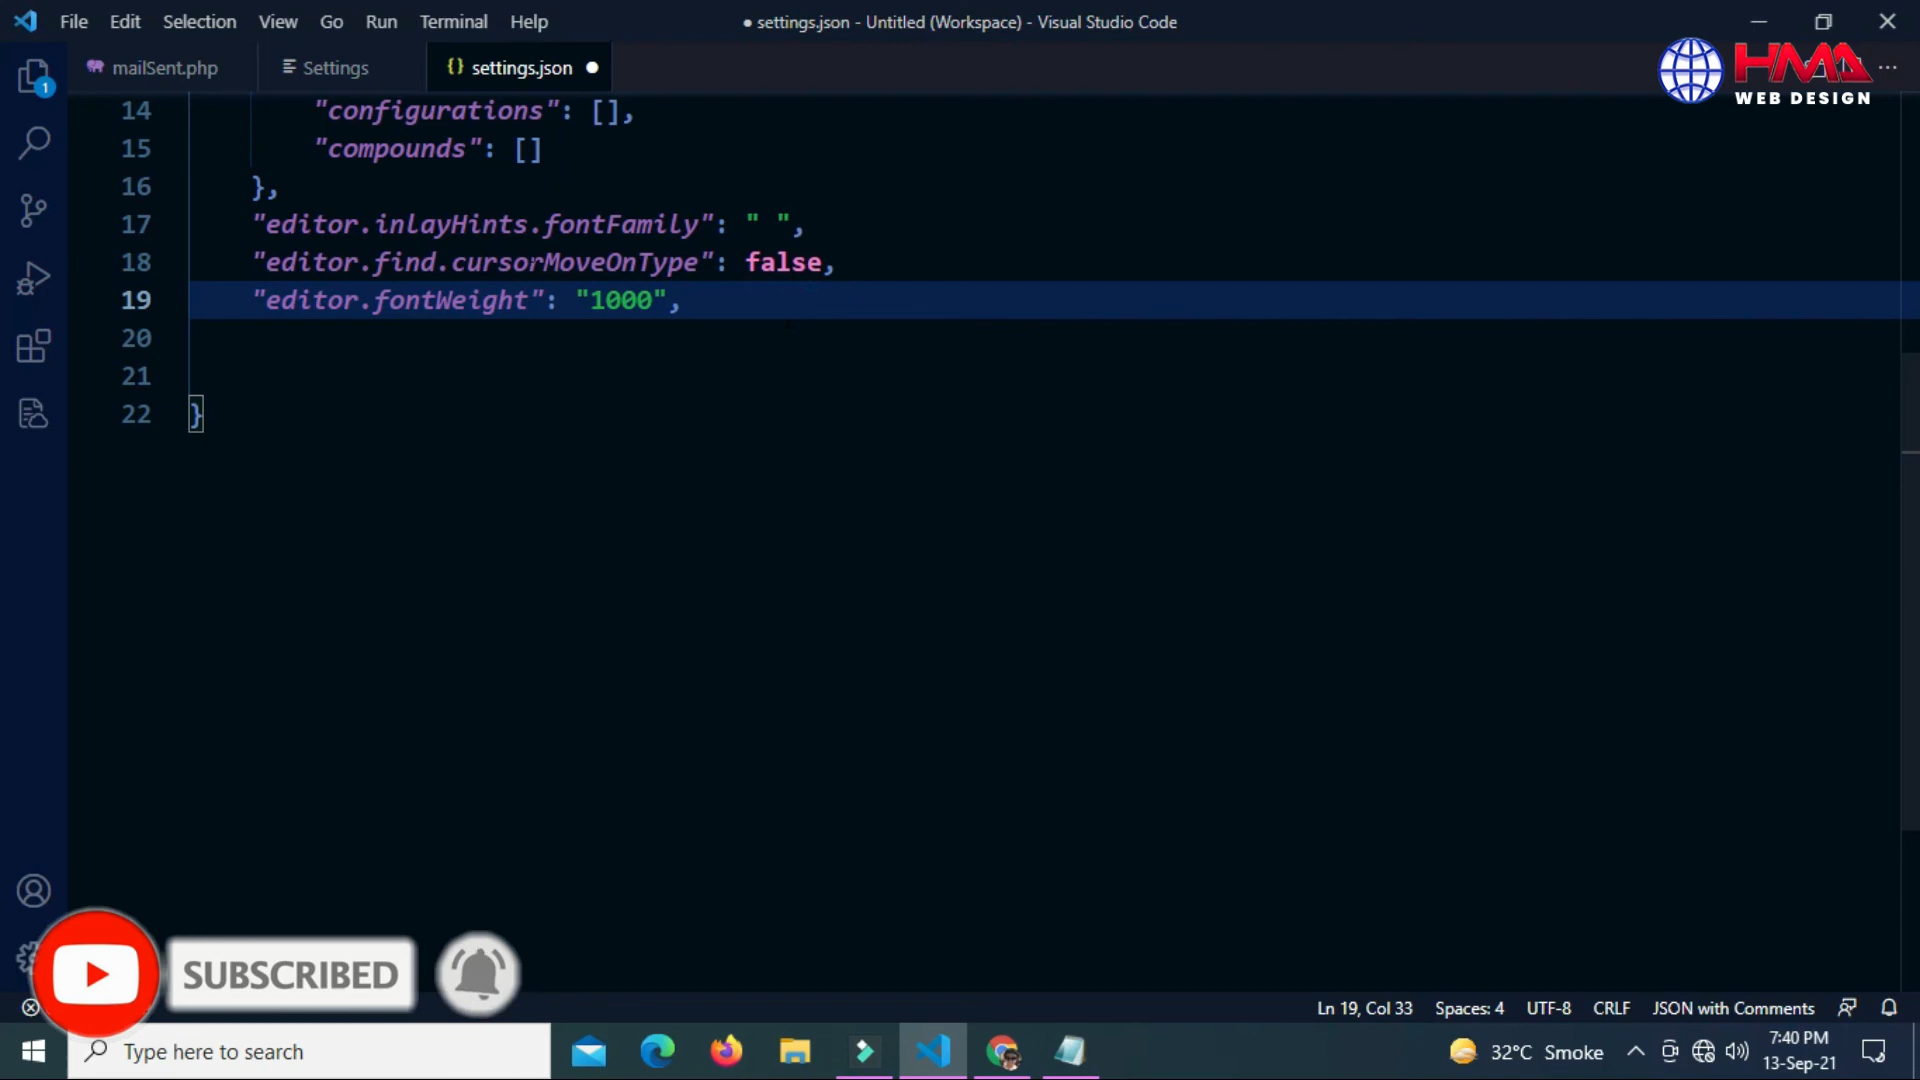 File Edit Selection View Go Run Terminal Help
● settings.json - Untitled (Workspace) - Visual Studio Code
mailSent.php
Settings
{} settings.json ●
HMA
WEB DESIGN
1
14 "configurations": [],
15 "compounds": []
16 },
17 "editor.inlayHints.fontFamily": " ",
18 "editor.find.cursorMoveOnType": false,
19 "editor.fontWeight": "1000",
20
21
22 }
SUBSCRIBED
Ln 19, Col 33 Spaces: 4 UTF-8 CRLF JSON with Comments
Type here to search
32°C Smoke
7:40 PM
13-Sep-21